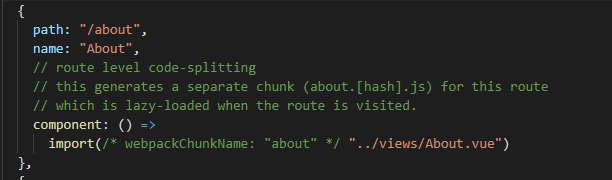 {
path: "/about",
name: "About",
// route level code-splitting
// this generates a separate chunk (about.[hash].js) for this route
// which is lazy-loaded when the route is visited.
component: () =>
import(/* webpackChunkName: "about" */ "../views/About.vue")
},